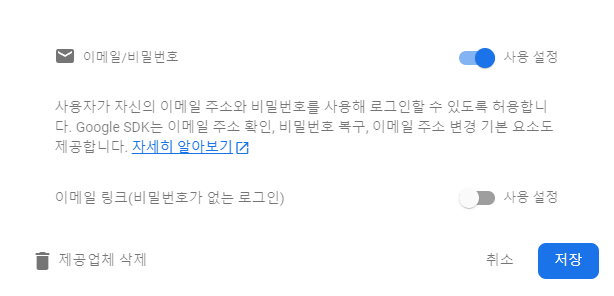 이메일/비밀번호
사용 설정
사용자가 자신의 이메일 주소와 비밀번호를 사용해 로그인할 수 있도록 허용합니
다. Google SDK는 이메일 주소 확인, 비밀번호 복구, 이메일 주소 변경 기본 요소도
제공합니다. 자세히 알아보기
이메일 링크(비밀번호가 없는 로그인)
사용 설정
제공업체 삭제
취소
저장